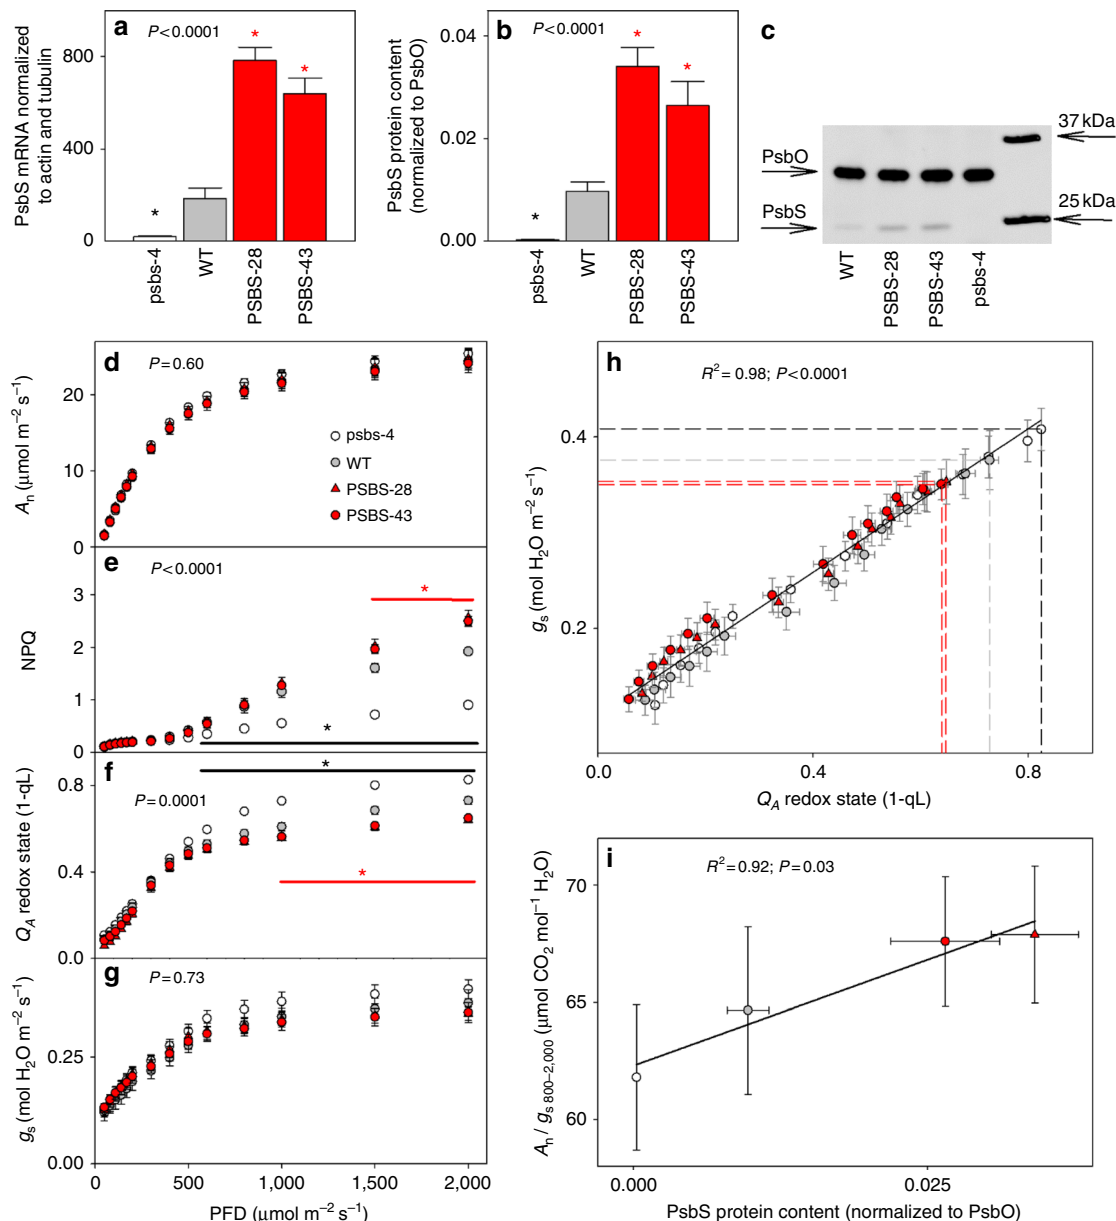 a
P<0.0001
PsbS mRNA normalized
to actin and tubulin
800
400
0
*
*
*
psbs-4
WT
PSBS-28
PSBS-43
b
P<0.0001
PsbS protein content
(normalized to PsbO)
0.04
0.02
0.00
*
*
*
psbs-4
WT
PSBS-28
PSBS-43
c
37 kDa
PsbO
25 kDa
PsbS
WT
PSBS-28
PSBS-43
psbs-4
d
P=0.60
An (μmol m−2 s−1)
20
10
0
psbs-4
WT
PSBS-28
PSBS-43
e
P<0.0001
NPQ
3
2
1
0
*
*
f
P=0.0001
QA redox state (1-qL)
0.8
0.4
0.0
*
*
g
P=0.73
gs (mol H2O m−2 s−1)
0.25
0.00
0
500
1,000
1,500
2,000
PFD (μmol m−2 s−1)
h
R2=0.98; P<0.0001
gs (mol H2O m−2 s−1)
0.4
0.2
0.0
0.4
0.8
QA redox state (1-qL)
i
R2=0.92; P=0.03
An / gs 800–2,000 (μmol CO2 mol−1 H2O)
70
65
60
0.000
0.025
PsbS protein content (normalized to PsbO)